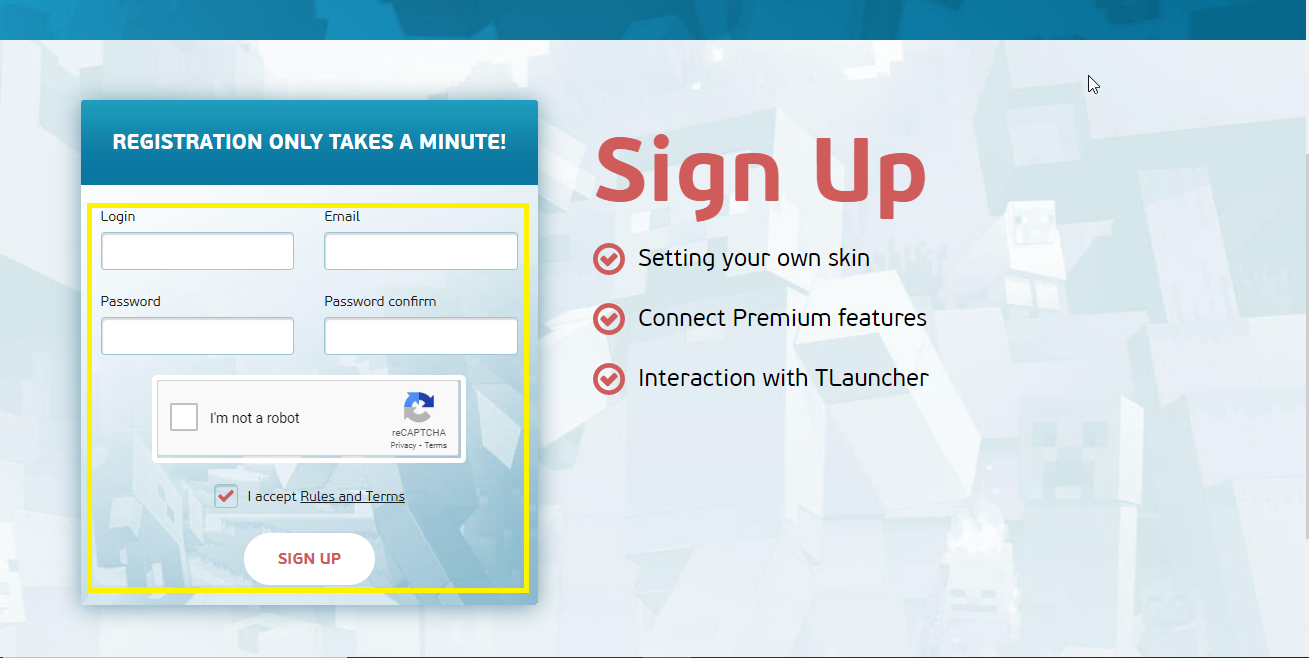 REGISTRATION ONLY TAKES A MINUTE!
Login
Email
Password
Password confirm
I'm not a robot
reCAPTCHA
Privacy - Terms
I accept Rules and Terms
SIGN UP
Sign Up
Setting your own skin
Connect Premium features
Interaction with TLauncher